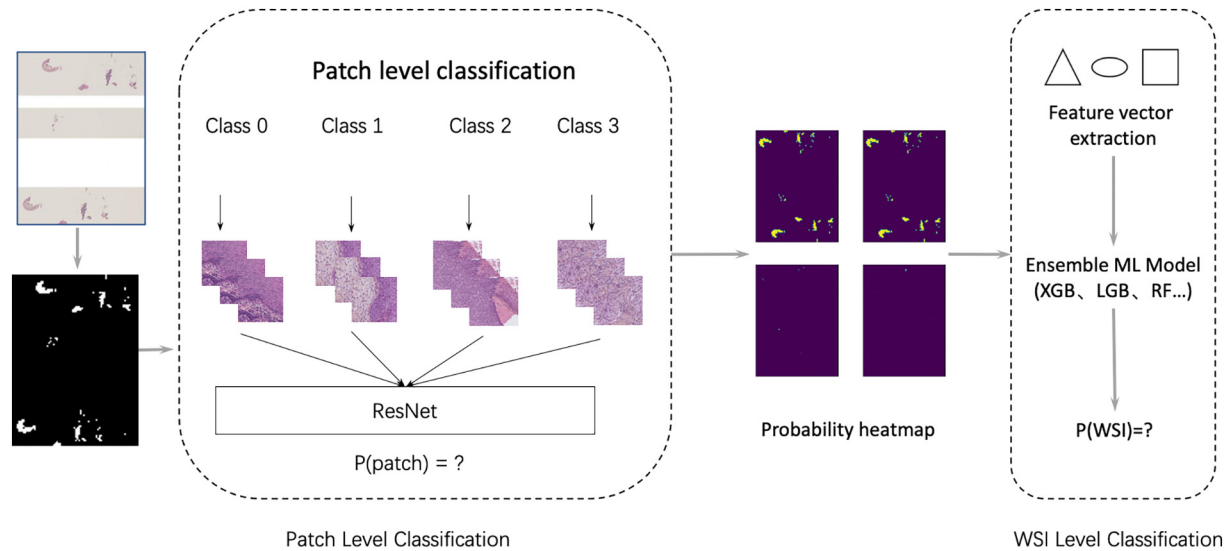 Patch level classification
Class 0
Class 1
Class 2
Class 3
ResNet
P(patch) = ?
Patch Level Classification
Probability heatmap
Feature vector
extraction
Ensemble ML Model
(XGB、LGB、RF...)
P(WSI)=?
WSI Level Classification